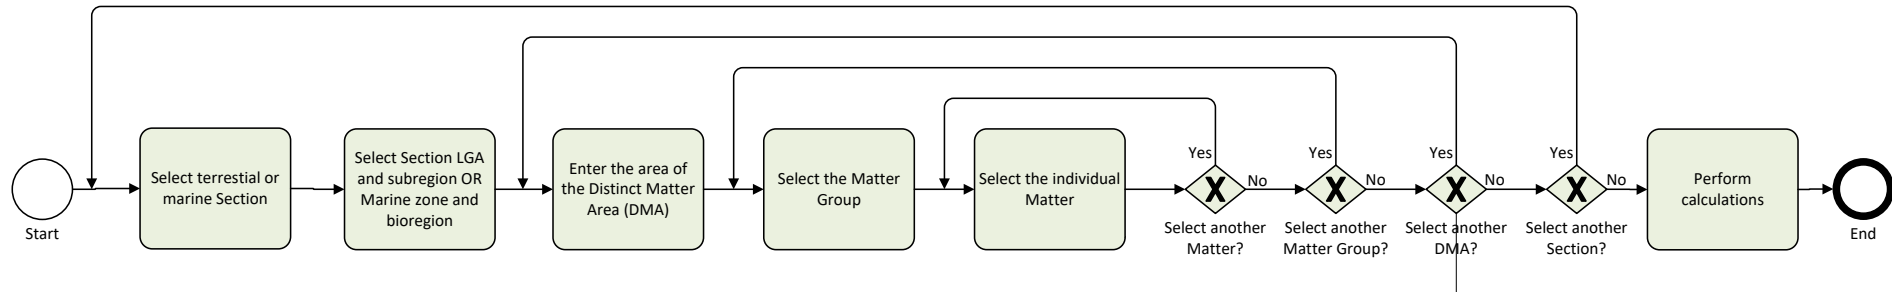 Start
Select terrestial or
marine Section
Select Section LGA
and subregion OR
Marine zone and
bioregion
Enter the area of
the Distinct Matter
Area (DMA)
Select the Matter
Group
Select the individual
Matter
Yes
X
No
Select another
Matter?
Yes
X
No
Select another
Matter Group?
Yes
X
No
Select another
DMA?
Yes
X
No
Select another
Section?
Perform
calculations
End